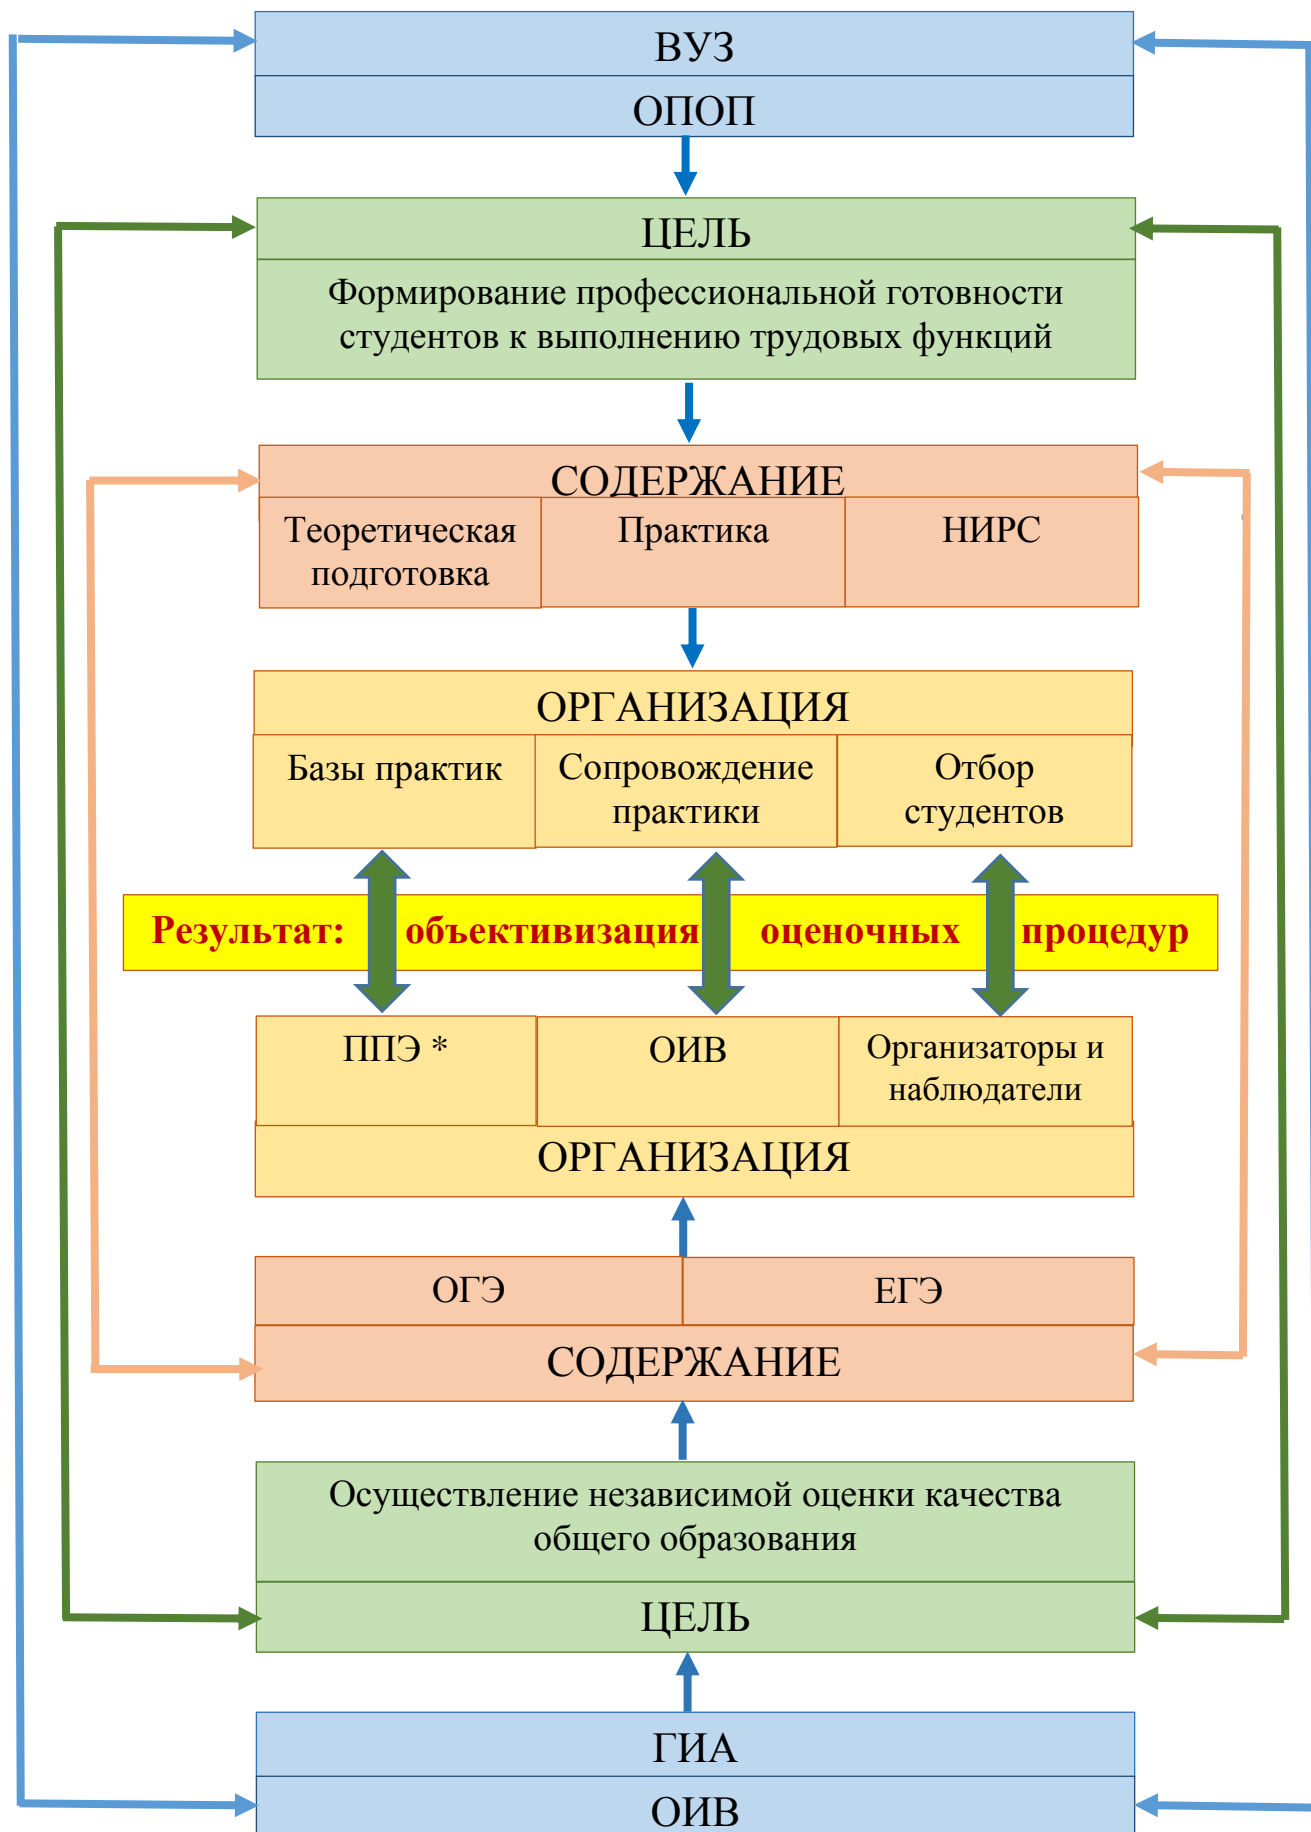 ВУЗ
ОПОП
ЦЕЛЬ
Формирование профессиональной готовности
студентов к выполнению трудовых функций
СОДЕРЖАНИЕ
Теоретическая
подготовка
Практика
НИРС
ОРГАНИЗАЦИЯ
Базы практик
Сопровождение
практики
Отбор
студентов
Результат: объективизация оценочных процедур
ППЭ *
ОИВ
Организаторы и
наблюдатели
ОРГАНИЗАЦИЯ
ОГЭ
ЕГЭ
СОДЕРЖАНИЕ
Осуществление независимой оценки качества
общего образования
ЦЕЛЬ
ГИА
ОИВ